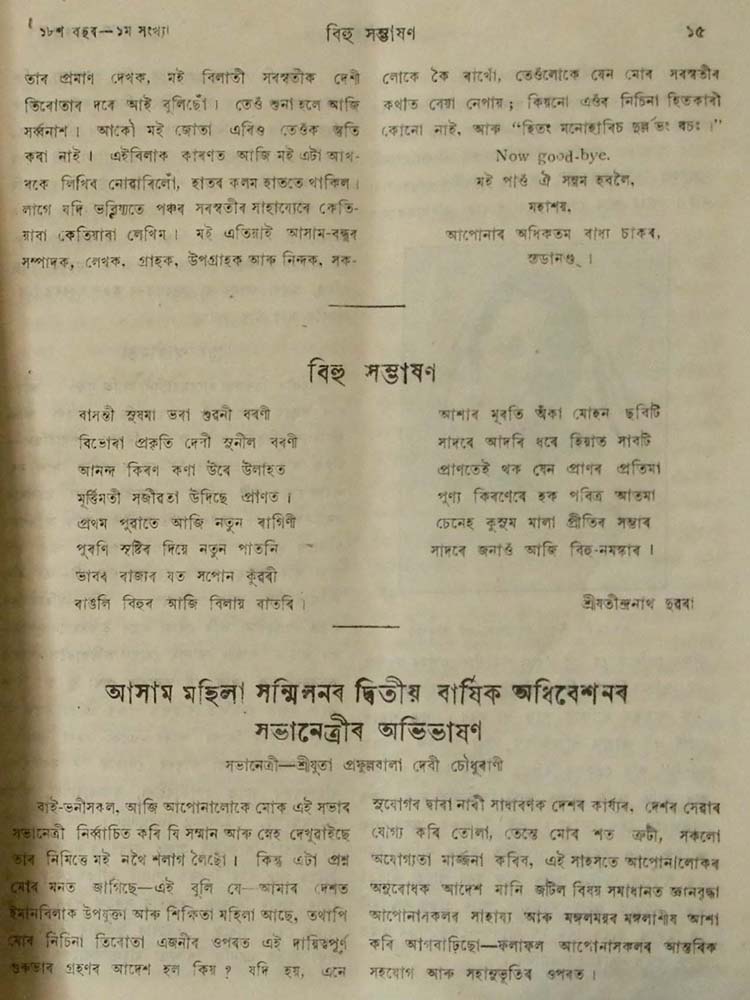 ১৮শ বছৰ—১ম সংখ্যা
বিহু সম্ভাষণ
১৫
তাৰ প্ৰমাণ দেখক, মই বিলাতী সৰস্বতীক দেশী
তিৰোতাৰ দৰে আই বুলিছোঁ। তেওঁ শুনা হলে আজি
সৰ্ব্বনাশ। আকৌ মই জোতা এৰিও তেওঁক স্তুতি
কৰা নাই। এইবিলাক কাৰণত আজি মই এটা আখ-
ৰকে লিখিব নোৱাৰিলোঁ, হাতৰ কলম হাততে থাকিল।
লাগে যদি ভৱিষ্যতে পঞ্চৰ সৰস্বতীৰ সাহায্যেৰে কেতি-
য়াবা কেতিয়াবা লেখিম। মই এতিয়াই আসাম-বন্ধুৰ
সম্পাদক, লেখক, গ্ৰাহক, উপগ্ৰাহক আৰু নিন্দক, সক-
লোকে কৈ ৰাখোঁ, তেওঁলোকে যেন মোৰ সৰস্বতীৰ
কথাত বেয়া নেপায়; কিয়নো এওঁৰ নিচিনা হিতকাৰী
কোনো নাই, আৰু “হিতং মনোহাৰিচ দুৰ্ল্লভং বচঃ।”
Now good-bye.
মই পাওঁ ঐ সন্নম হবলৈ,
মহাশয়,
আপোনাৰ অধিকতম বাধ্য চাকৰ,
বিহু সম্ভাষণ
বাসন্তী সুষমা ভৰা শুৱনী ধৰণী
বিভোৰা প্ৰকৃতি দেবী সুনীল বৰণী
আনন্দ কিৰণ কণা উৰে উলাহত
মূৰ্ত্তিমতী সজীৱতা উদিছে প্ৰাণত।
প্ৰথম পুৱাতে আজি নতুন ৰাগিণী
পুৰণি সৃষ্টিৰ দিয়ে নতুন পাতনি
ভাবৰ ৰাজ্যৰ যত সপোন কুঁৱৰী
ৰাঙলি বিহুৰ আজি বিলায় বাতৰি।
আশাৰ মূৰতি অঁকা মোহন ছবিটি
সাদৰে আদৰি ধৰে হিয়াত সাবটি
প্ৰাণতেই থক যেন প্ৰাণৰ প্ৰতিমা
পুণ্য কিৰণেৰে হক পবিত্ৰ আতমা
চেনেহ কুসুম মালা প্ৰীতিৰ সম্ভাৰ
সাদৰে জনাওঁ আজি বিহু-নমস্কাৰ।
শ্ৰীযতীন্দ্ৰনাথ দুৱৰা
আসাম মহিলা সন্মিলনৰ দ্বিতীয় বাৰ্ষিক অধিবেশনৰ
সভানেত্ৰীৰ অভিভাষণ
সভানেত্ৰী—শ্ৰীযুতা প্ৰফুল্লবালা দেবী চৌধুৰাণী
বাই-ভনীসকল, আজি আপোনালোকে মোক এই সভাৰ
সভানেত্ৰী নিৰ্ব্বাচিত কৰি যি সন্মান আৰু স্নেহ দেখুৱাইছে
তাৰ নিমিত্তে মই নথৈ শলাগ লৈছোঁ। কিন্তু এটা প্ৰশ্ন
মোৰ মনত জাগিছে—এই বুলি যে—আমাৰ দেশত
ইমানবিলাক উপযুক্তা আৰু শিক্ষিতা মহিলা আছে, তথাপি
মোৰ নিচিনা তিৰোতা এজনীৰ ওপৰত এই দায়িত্বপূৰ্ণ
গুৰুভাৰ গ্ৰহণৰ আদেশ হল কিয়? যদি হয়, এনে
সুযোগৰ দ্বাৰা নাৰী সাধাৰণক দেশৰ কাৰ্য্যৰ, দেশৰ সেৱাৰ
যোগ্য কৰি তোলা, তেন্তে মোৰ শত ত্ৰুটী, সকলো
অযোগ্যতা মাৰ্জ্জনা কৰিব, এই সাহসতে আপোনালোকৰ
অনুৰোধক আদেশ মানি জটিল বিষয় সমাধানত জ্ঞানবৃদ্ধা
আপোনাসকলৰ সাহায্য আৰু মঙ্গলময়ৰ মঙ্গলাশীষ আশা
কৰি আগবাঢ়িছো—ফলাফল আপোনাসকলৰ আন্তৰিক
সহযোগ আৰু সহানুভূতিৰ ওপৰত।